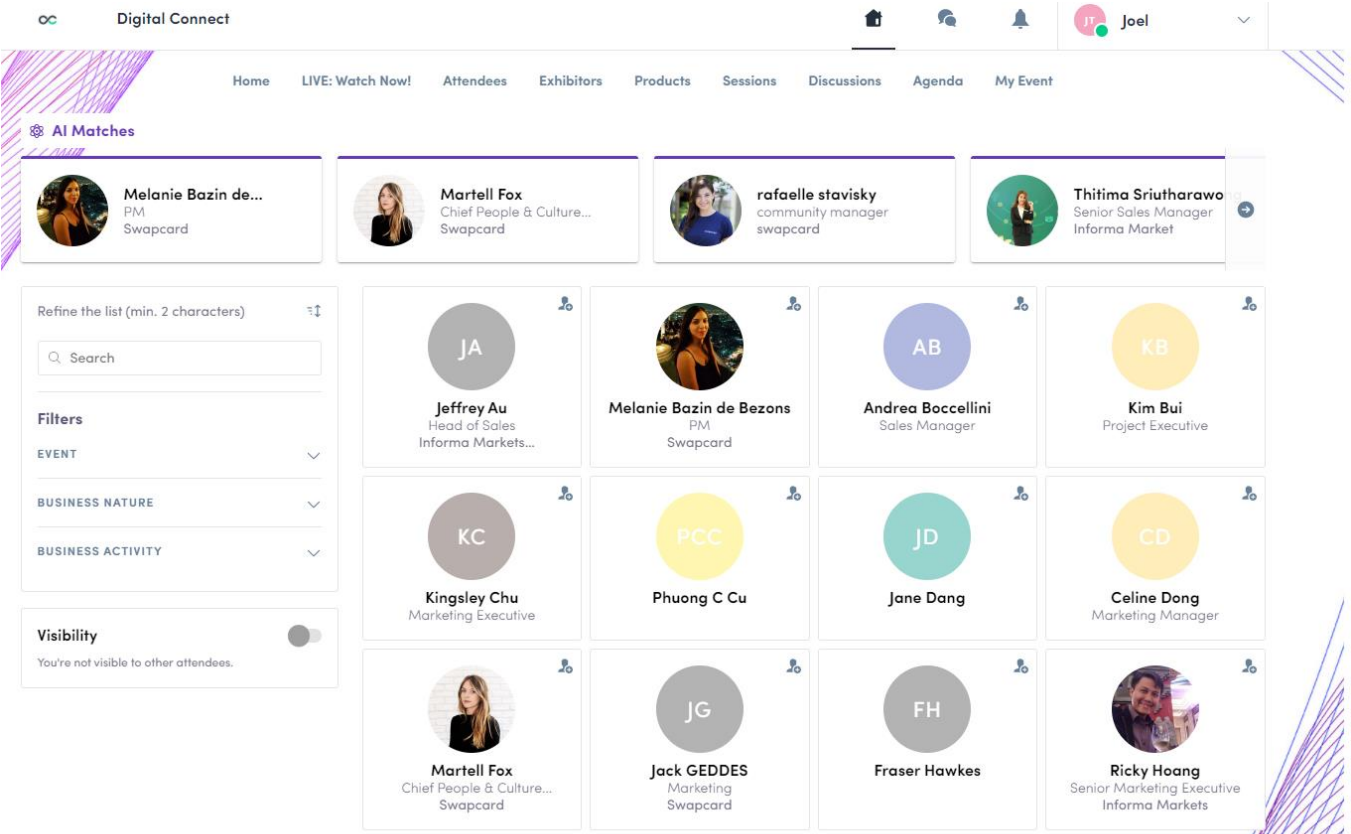 Digital Connect
JT
Joel
Home
LIVE: Watch Now!
Attendees
Exhibitors
Products
Sessions
Discussions
Agenda
My Event
AI Matches
Melanie Bazin de...
PM
Swapcard
Martell Fox
Chief People & Culture...
Swapcard
rafaelle stavisky
community manager
swapcard
Thitima Sriutharawong
Senior Sales Manager
Informa Market
Refine the list (min. 2 characters)
Search
Filters
EVENT
BUSINESS NATURE
BUSINESS ACTIVITY
Visibility
You're not visible to other attendees.
JA
Jeffrey Au
Head of Sales
Informa Markets...
Melanie Bazin de Bezons
PM
Swapcard
AB
Andrea Boccellini
Sales Manager
KB
Kim Bui
Project Executive
KC
Kingsley Chu
Marketing Executive
PCC
Phuong C Cu
JD
Jane Dang
CD
Celine Dong
Marketing Manager
Martell Fox
Chief People & Culture...
Swapcard
JG
Jack GEDDES
Marketing
Swapcard
FH
Fraser Hawkes
Ricky Hoang
Senior Marketing Executive
Informa Markets